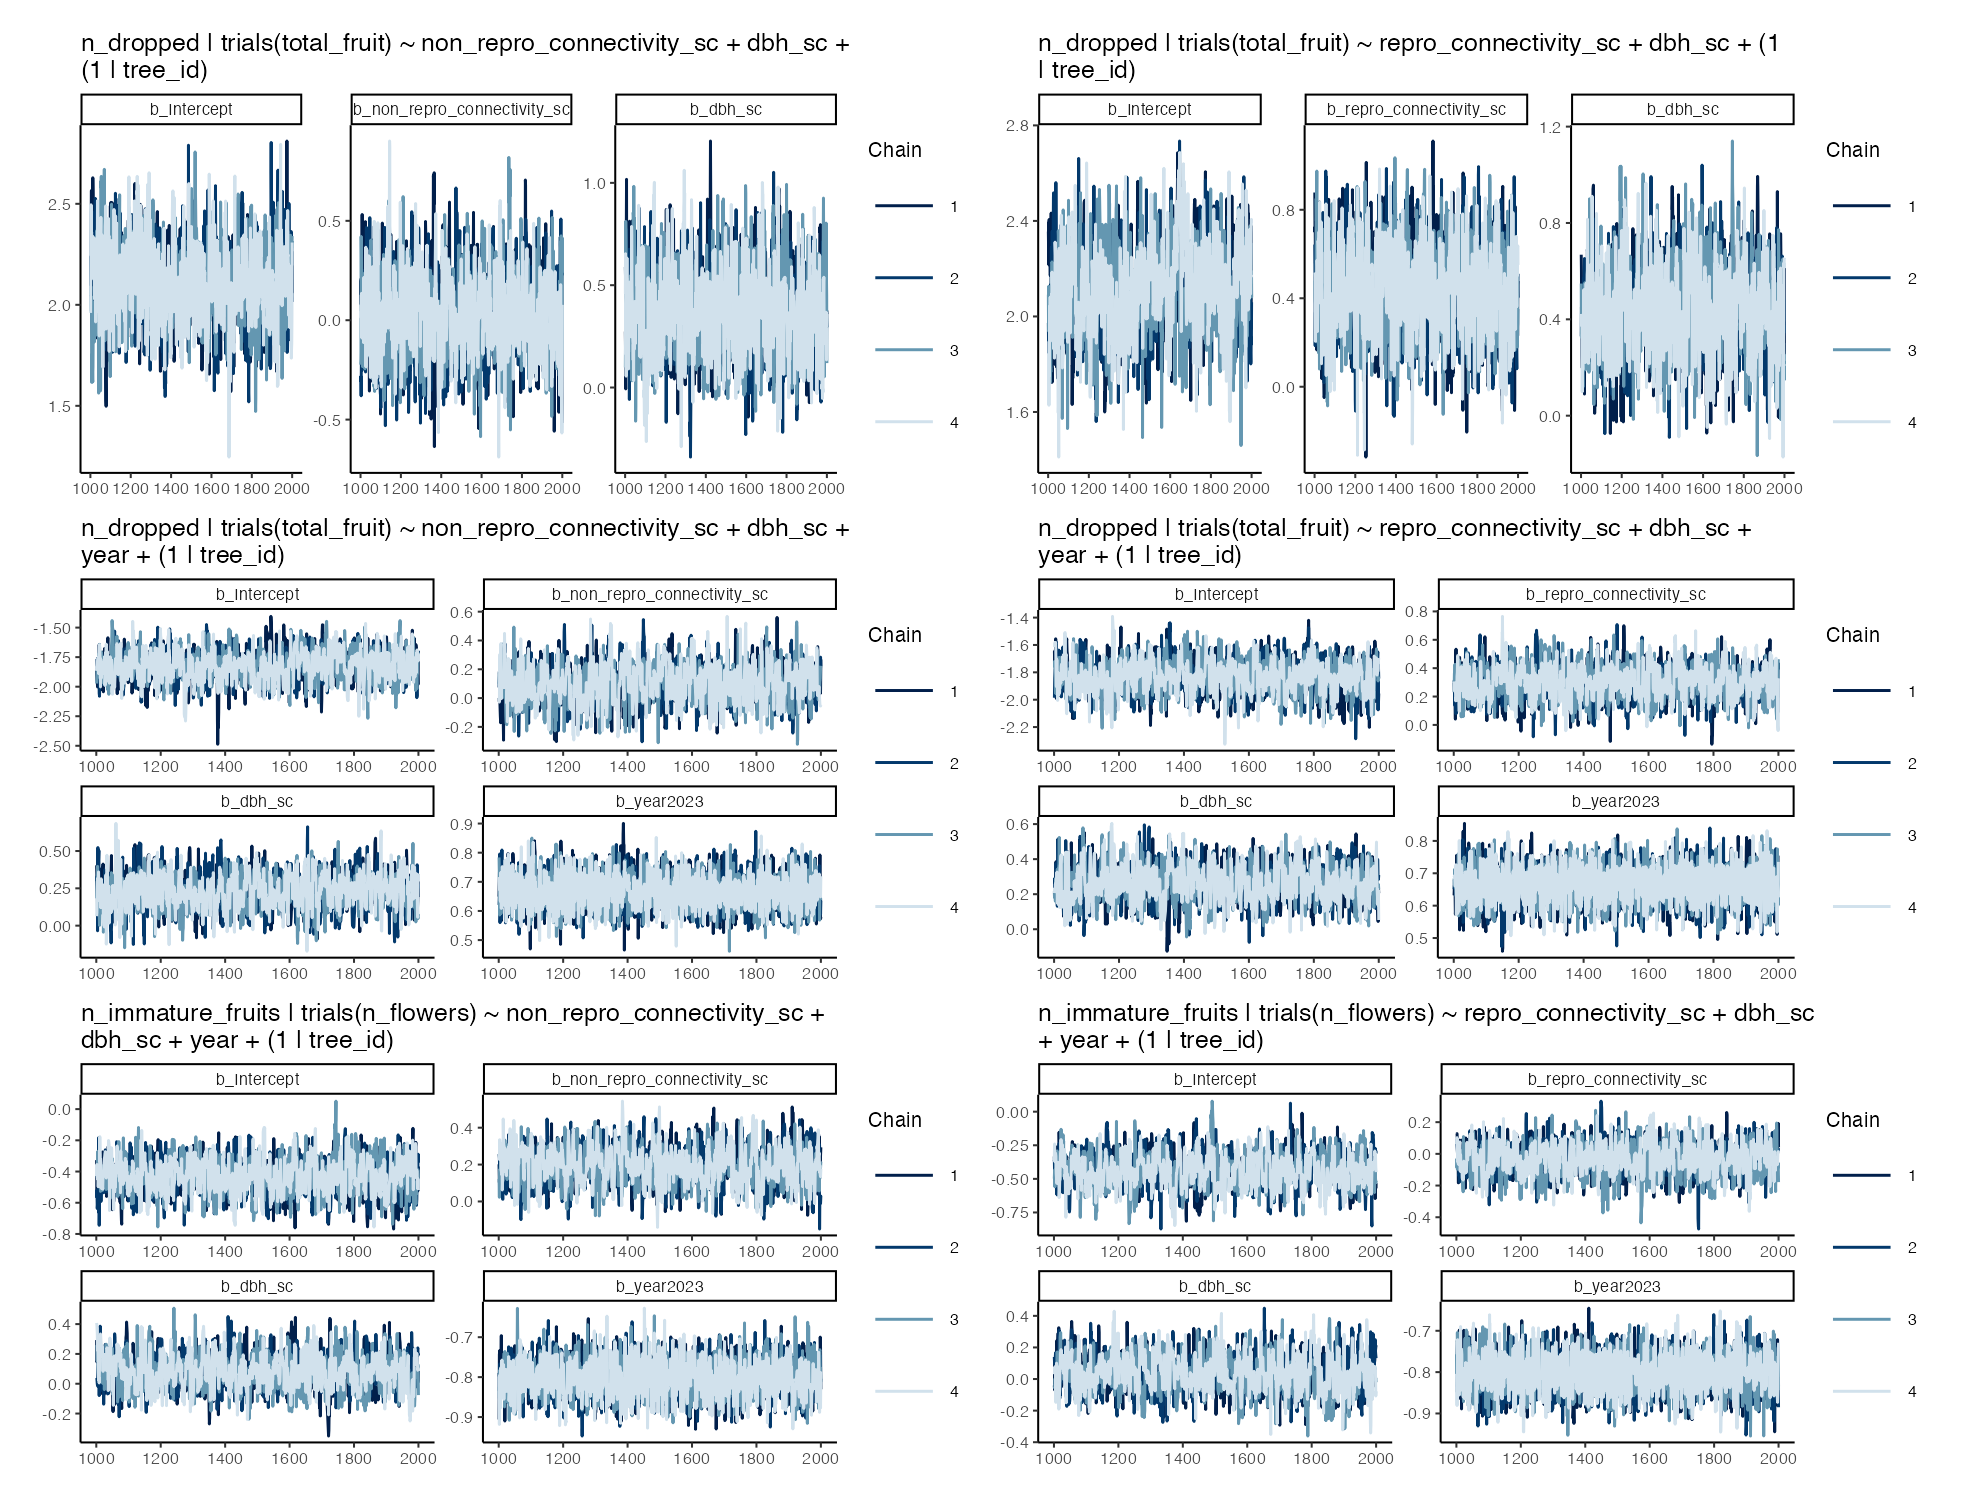 n_dropped | trials(total_fruit) ~ non_repro_connectivity_sc + dbh_sc +
(1 | tree_id)
b_Intercept
b_non_repro_connectivity_sc
b_dbh_sc
2.5
2.0
1.5
0.5
0.0
-0.5
1.0
0.5
0.0
1000 1200 1400 1600 1800 2000
1000 1200 1400 1600 1800 2000
1000 1200 1400 1600 1800 2000
Chain
1
2
3
4
n_dropped | trials(total_fruit) ~ repro_connectivity_sc + dbh_sc + (1
| tree_id)
b_Intercept
b_repro_connectivity_sc
b_dbh_sc
2.8
2.4
2.0
1.6
0.8
0.4
0.0
1.2
0.8
0.4
0.0
1000 1200 1400 1600 1800 2000
1000 1200 1400 1600 1800 2000
1000 1200 1400 1600 1800 2000
Chain
1
2
3
4
n_dropped | trials(total_fruit) ~ non_repro_connectivity_sc + dbh_sc +
year + (1 | tree_id)
b_Intercept
b_non_repro_connectivity_sc
-1.50
-1.75
-2.00
-2.25
-2.50
0.6
0.4
0.2
0.0
-0.2
1000 1200 1400 1600 1800 2000
1000 1200 1400 1600 1800 2000
b_dbh_sc
b_year2023
0.50
0.25
0.00
0.9
0.8
0.7
0.6
0.5
1000 1200 1400 1600 1800 2000
1000 1200 1400 1600 1800 2000
Chain
1
2
3
4
n_dropped | trials(total_fruit) ~ repro_connectivity_sc + dbh_sc +
year + (1 | tree_id)
b_Intercept
b_repro_connectivity_sc
-1.4
-1.6
-1.8
-2.0
-2.2
0.8
0.6
0.4
0.2
0.0
1000 1200 1400 1600 1800 2000
1000 1200 1400 1600 1800 2000
b_dbh_sc
b_year2023
0.6
0.4
0.2
0.0
0.8
0.7
0.6
0.5
1000 1200 1400 1600 1800 2000
1000 1200 1400 1600 1800 2000
Chain
1
2
3
4
n_immature_fruits | trials(n_flowers) ~ non_repro_connectivity_sc +
dbh_sc + year + (1 | tree_id)
b_Intercept
b_non_repro_connectivity_sc
0.0
-0.2
-0.4
-0.6
-0.8
0.4
0.2
0.0
1000 1200 1400 1600 1800 2000
1000 1200 1400 1600 1800 2000
b_dbh_sc
b_year2023
0.4
0.2
0.0
-0.2
-0.7
-0.8
-0.9
1000 1200 1400 1600 1800 2000
1000 1200 1400 1600 1800 2000
Chain
1
2
3
4
n_immature_fruits | trials(n_flowers) ~ repro_connectivity_sc + dbh_sc
+ year + (1 | tree_id)
b_Intercept
b_repro_connectivity_sc
0.00
-0.25
-0.50
-0.75
0.2
0.0
-0.2
-0.4
1000 1200 1400 1600 1800 2000
1000 1200 1400 1600 1800 2000
b_dbh_sc
b_year2023
0.4
0.2
0.0
-0.2
-0.4
-0.7
-0.8
-0.9
1000 1200 1400 1600 1800 2000
1000 1200 1400 1600 1800 2000
Chain
1
2
3
4